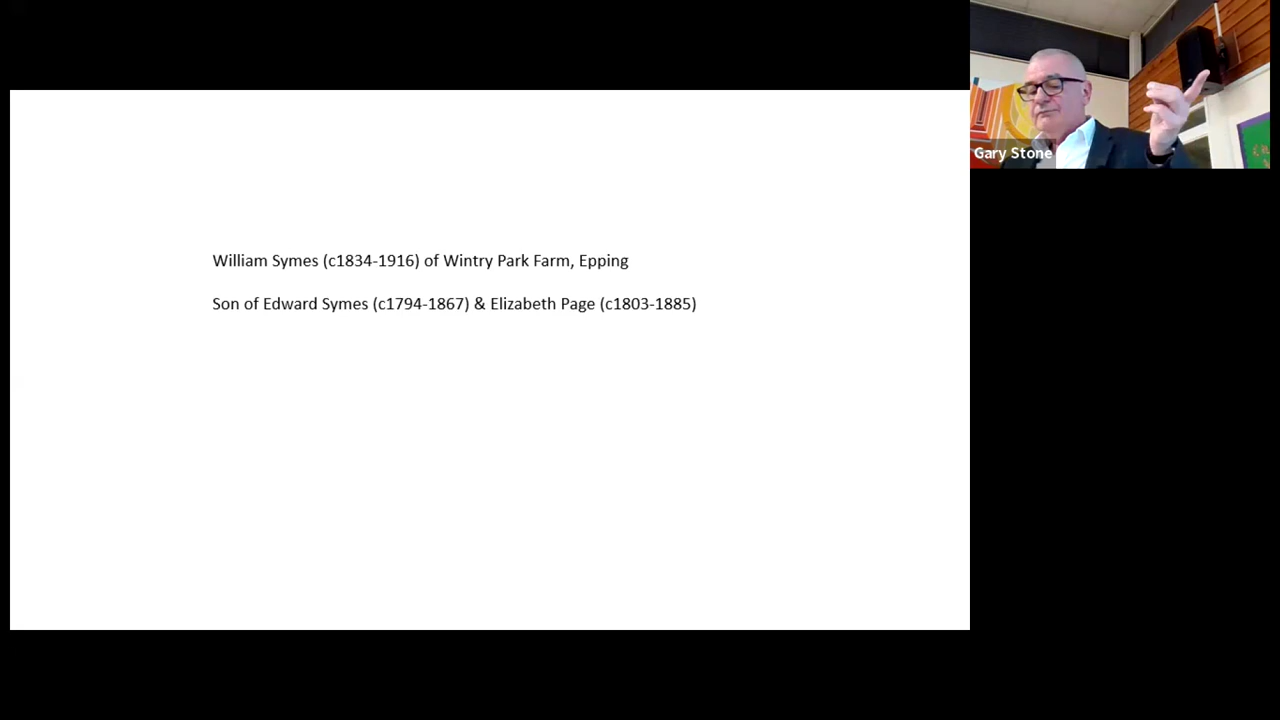 William Symes (c1834-1916) of Wintry Park Farm, Epping
Son of Edward Symes (c1794-1867) & Elizabeth Page (c1803-1885)
Gary Stone